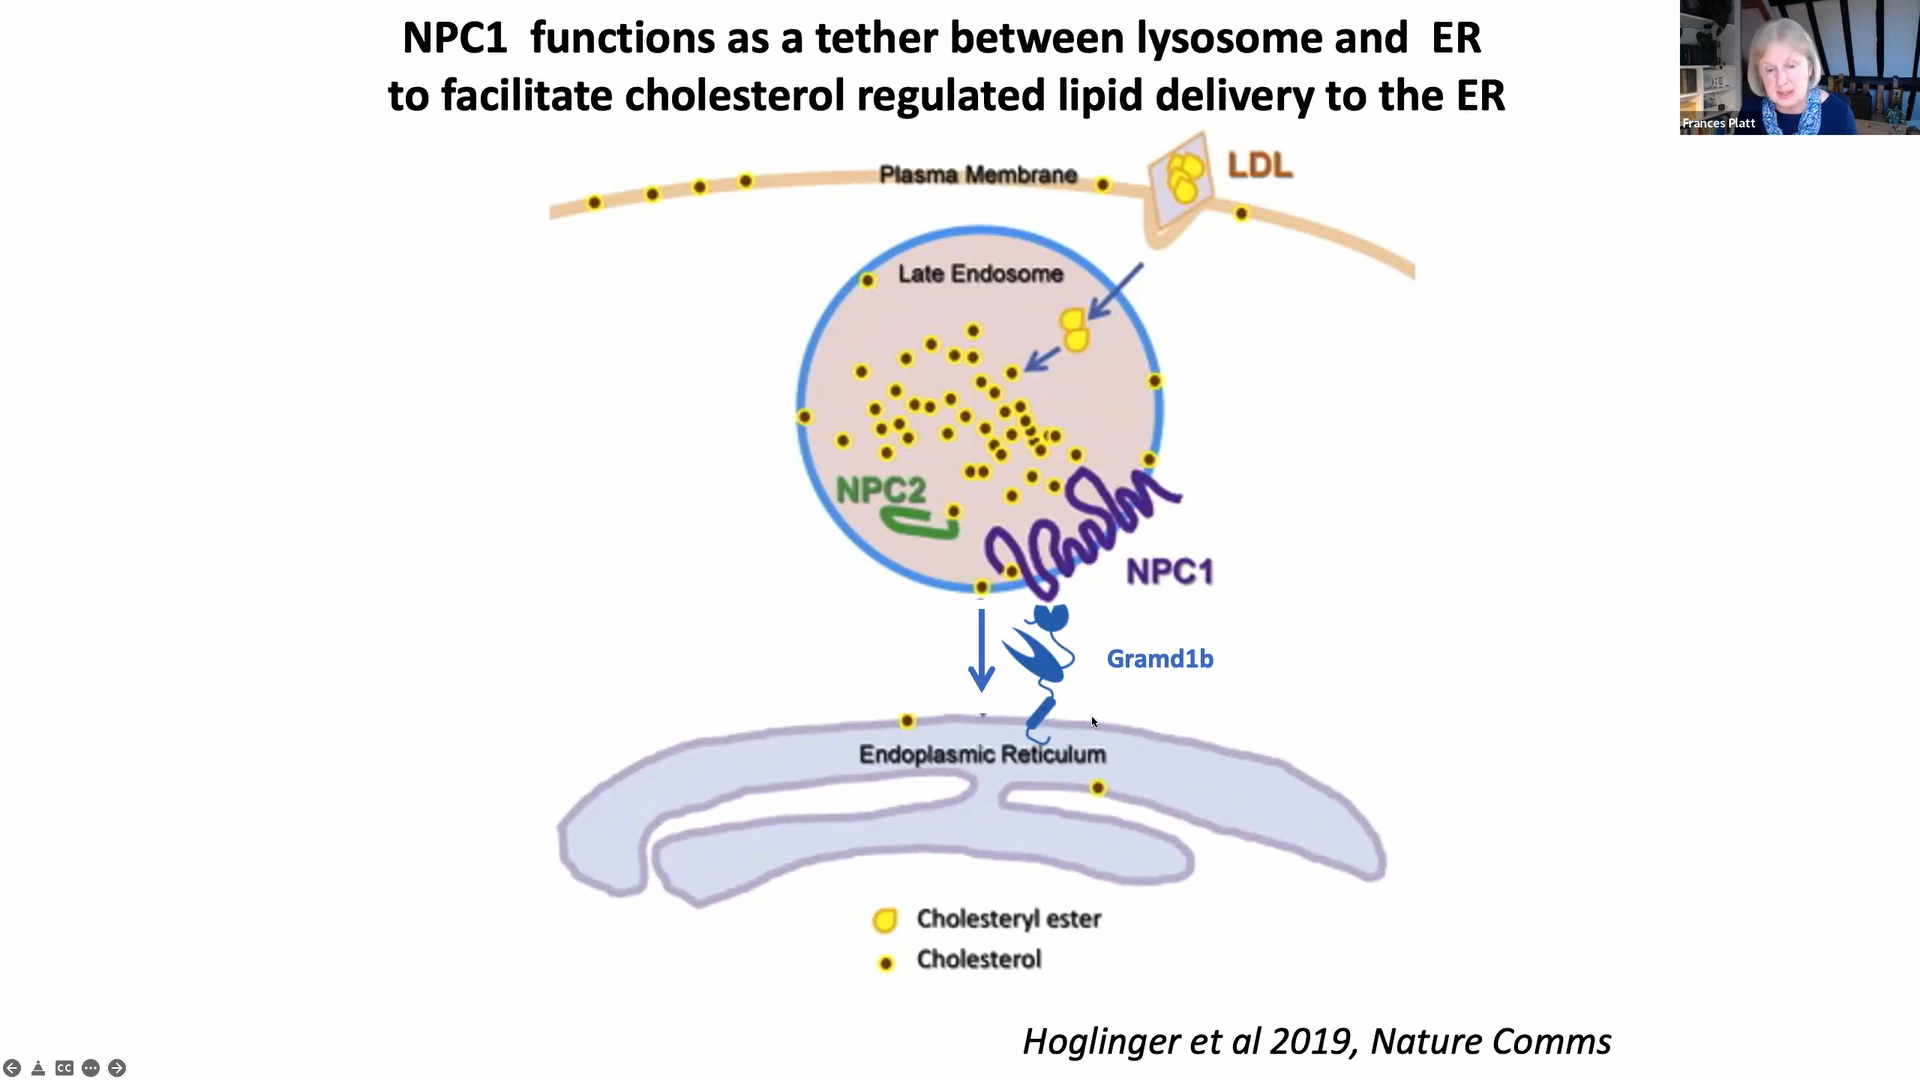 NPC1 functions as a tether between lysosome and ER
to facilitate cholesterol regulated lipid delivery to the ER
Frances Platt
Plasma Membrane
LDL
Late Endosome
NPC2
NPC1
Gramd1b
Endoplasmic Reticulum
Cholesteryl ester
Cholesterol
Hoglinger et al 2019, Nature Comms
CC